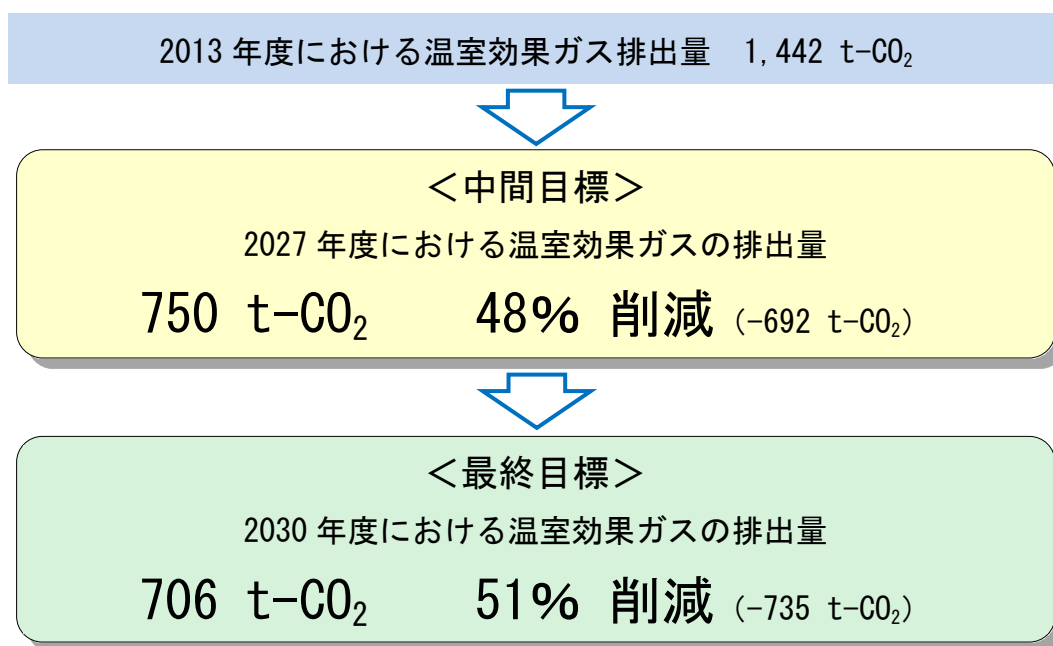 2013 年度における温室効果ガス排出量　1,442 t-CO₂
＜中間目標＞
2027 年度における温室効果ガスの排出量
750 t-CO₂　48% 削減（-692 t-CO₂）
＜最終目標＞
2030 年度における温室効果ガスの排出量
706 t-CO₂　51% 削減（-735 t-CO₂）